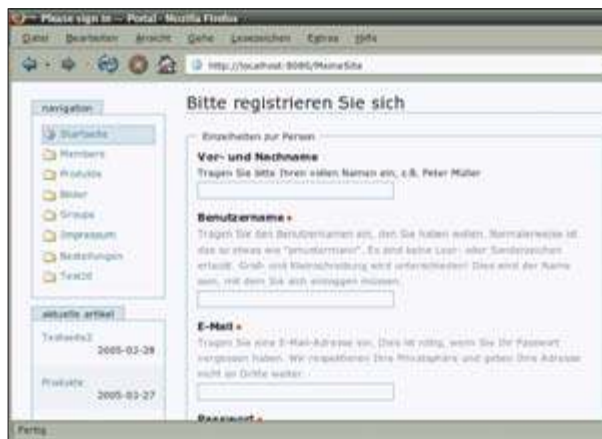 Please sign in — Portal - Mozilla Firefox
Datei Bearbeiten Ansicht Gehe Lesezeichen Extras Hilfe
http://localhost:8080/MeineSite
navigation
Startseite
Members
Produkte
Bilder
Groups
Impressum
Bestellungen
aktuelle artikel
Testseite2
2005-03-28
Produkte
2005-03-27
Bitte registrieren Sie sich
Einzelheiten zur Person
Vor- und Nachname
Tragen Sie bitte Ihren vollen Namen ein, z.B. Peter Müller
Benutzername
Tragen Sie den Benutzernamen ein, den Sie haben wollen. Normalerweise ist
das so etwas wie "pmustermann". Es sind keine Leer- oder Sonderzeichen
erlaubt. Groß- und Kleinschreibung wird unterschieden! Dies wird der Name
sein, mit dem Sie sich einloggen müssen.
E-Mail
Tragen Sie eine E-Mail-Adresse ein. Dies ist nötig, wenn Sie Ihr Passwort
vergessen haben. Wir respektieren Ihre Privatsphäre und geben Ihre Adresse
nicht an Dritte weiter.
Passwort
Fertig